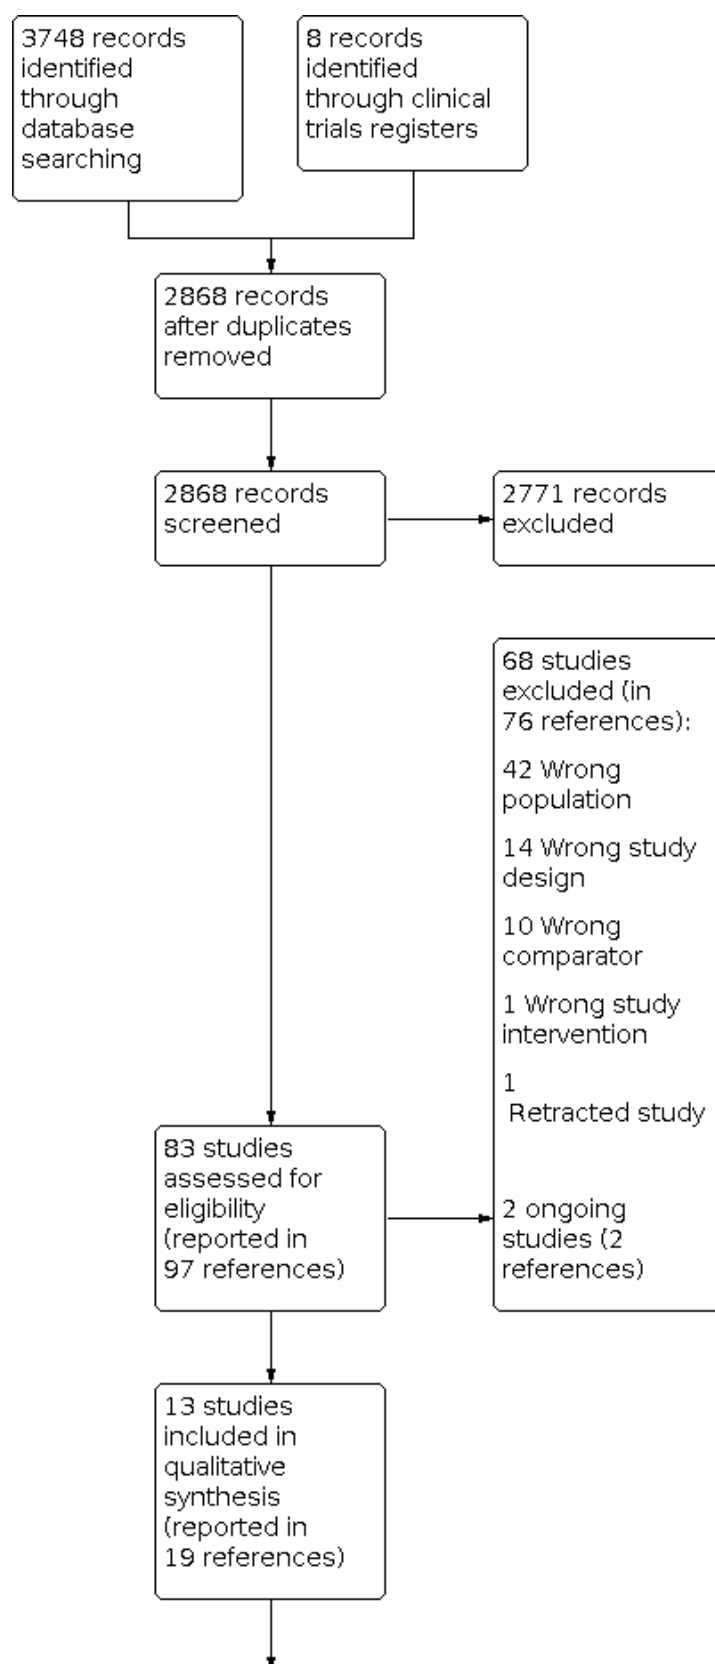 3748 records
identified
through
database
searching
8 records
identified
through clinical
trials registers
2868 records
after duplicates
removed
2868 records
screened
2771 records
excluded
68 studies
excluded (in
76 references):
42 Wrong
population
14 Wrong study
design
10 Wrong
comparator
1 Wrong study
intervention
1
Retracted study
2 ongoing
studies (2
references)
83 studies
assessed for
eligibility
(reported in
97 references)
13 studies
included in
qualitative
synthesis
(reported in
19 references)